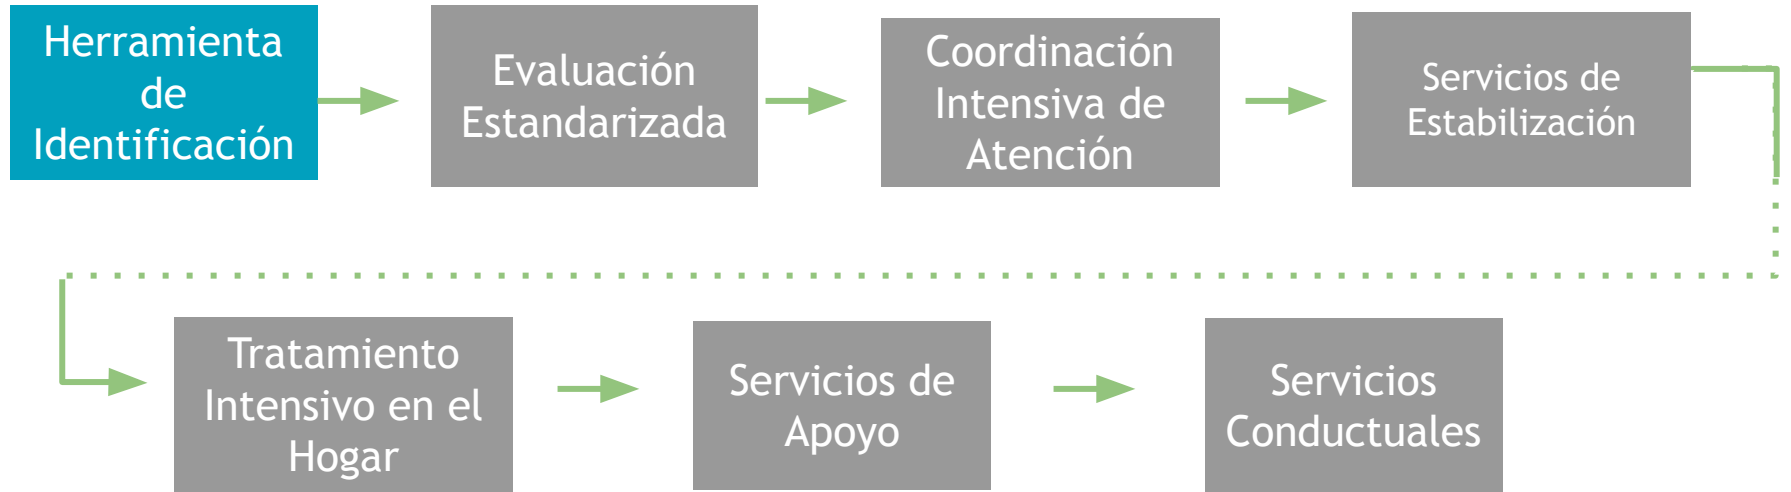 Herramienta
de
Identificación
Evaluación
Estandarizada
Coordinación
Intensiva de
Atención
Servicios de
Estabilización
Tratamiento
Intensivo en el
Hogar
Servicios de
Apoyo
Servicios
Conductuales